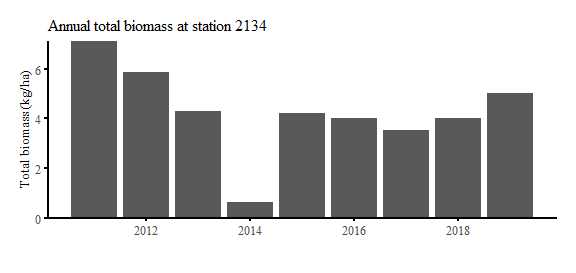 Annual total biomass at station 2134
Total biomass (kg/ha)
6
4
2
0
2012 2014 2016 2018